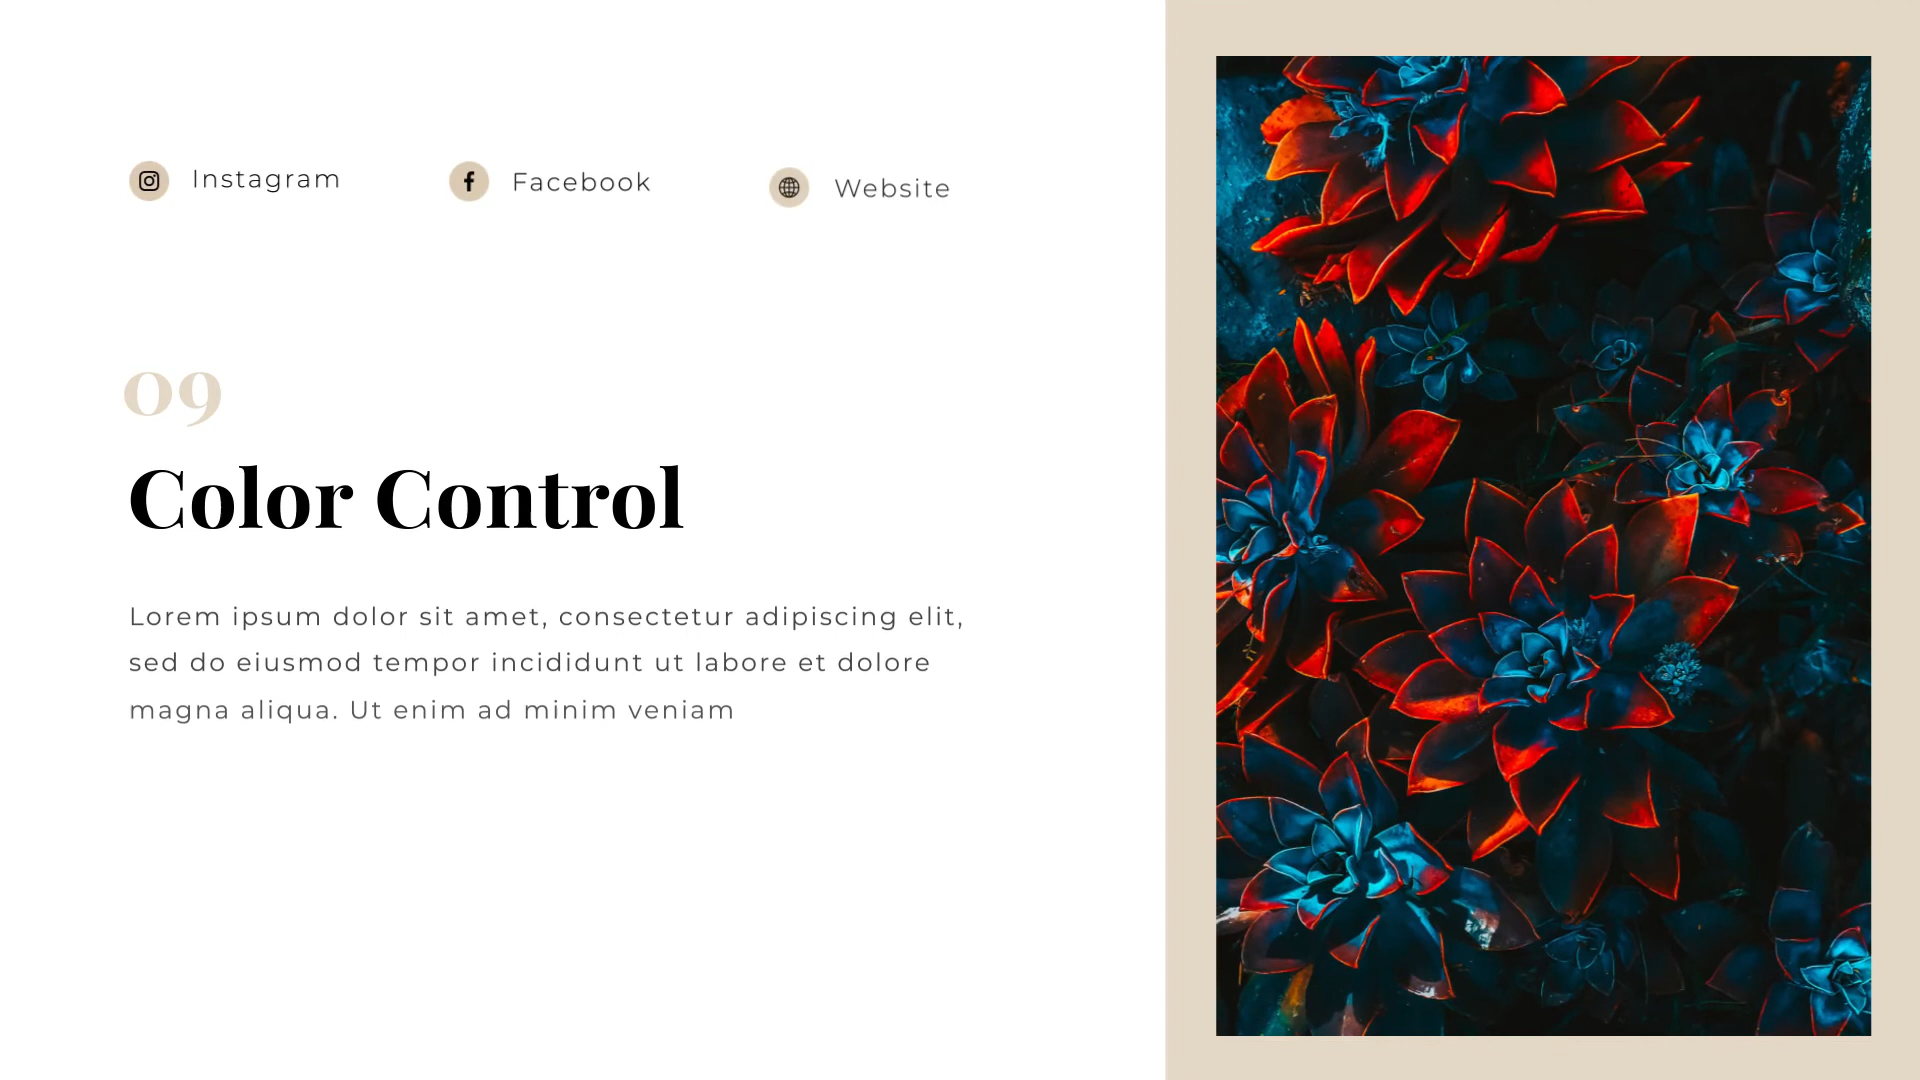 Instagram
Facebook
Website
09
Color Control
Lorem ipsum dolor sit amet, consectetur adipiscing elit,
sed do eiusmod tempor incididunt ut labore et dolore
magna aliqua. Ut enim ad minim veniam